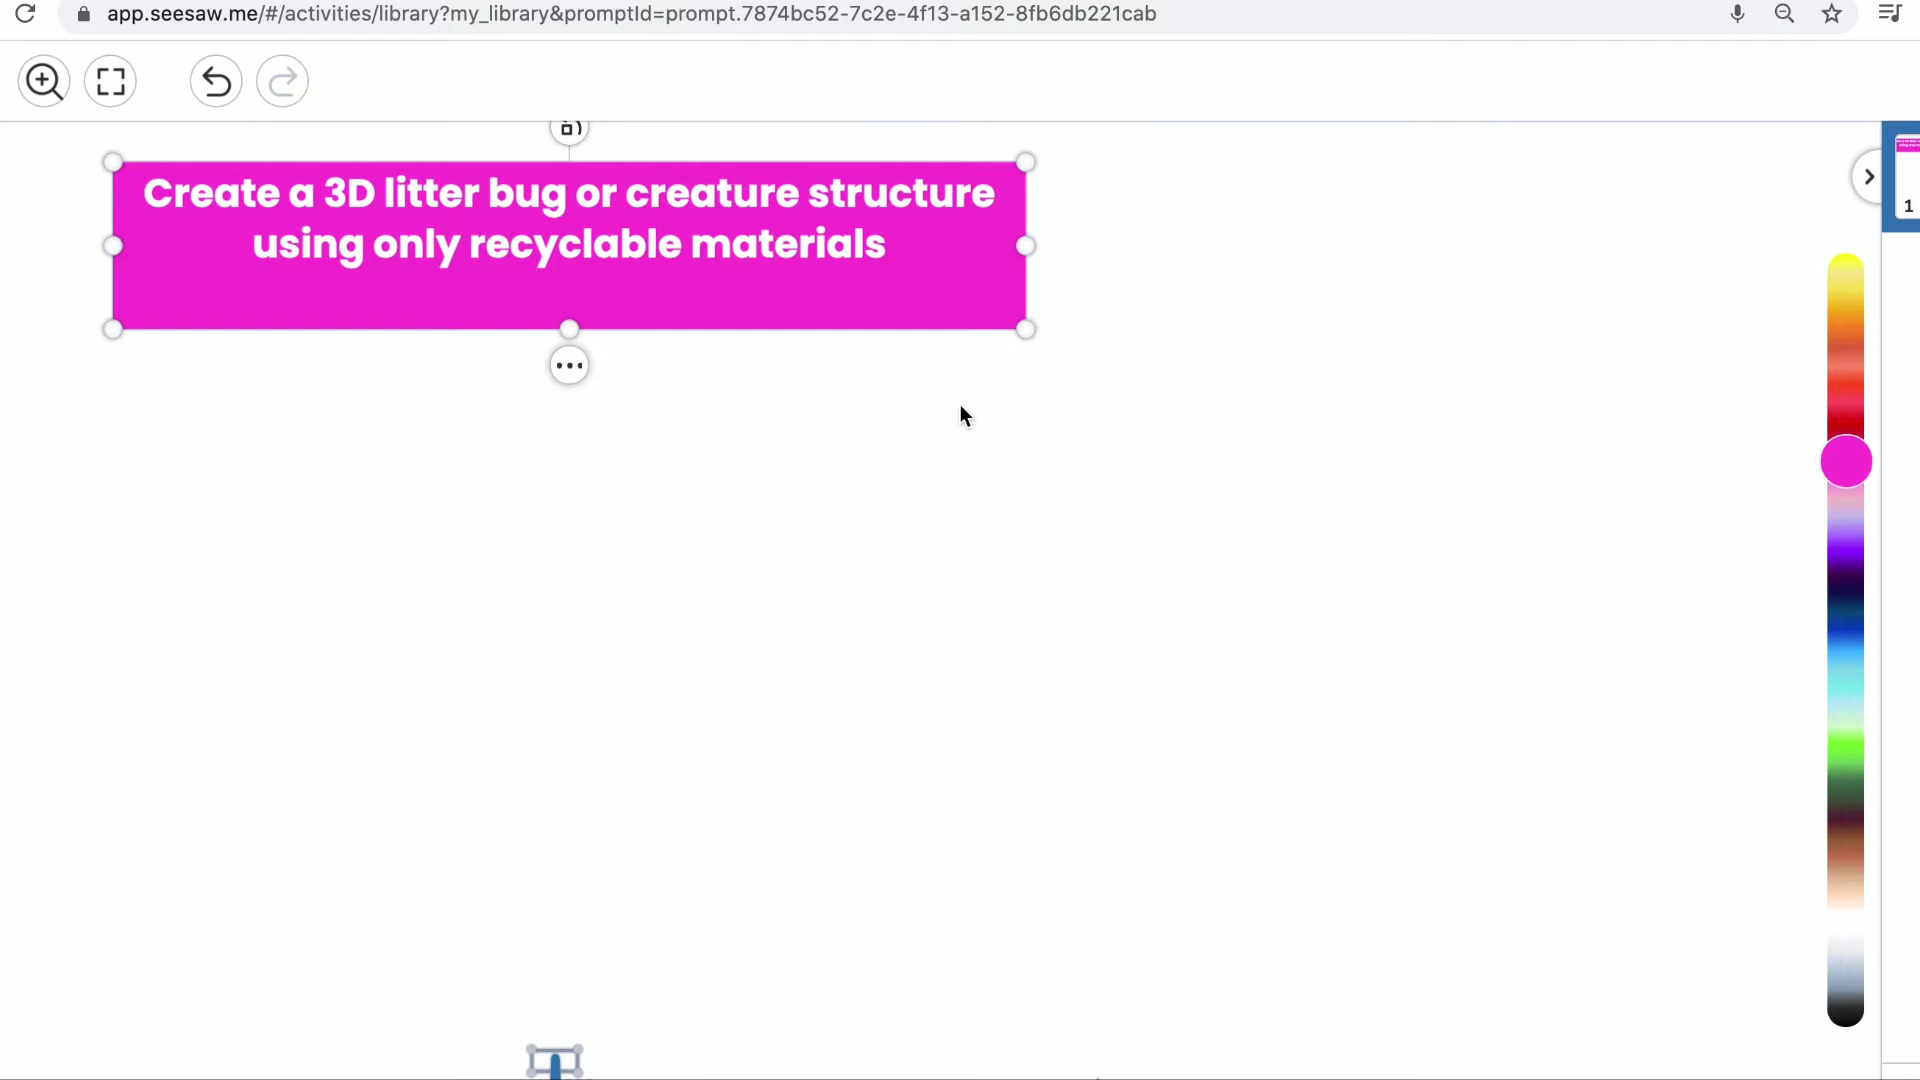 app.seesaw.me/#/activities/library?my_library&promptId=prompt.7874bc52-7c2e-4f13-a152-8fb6db221cab
Create a 3D litter bug or creature structure
using only recyclable materials
1